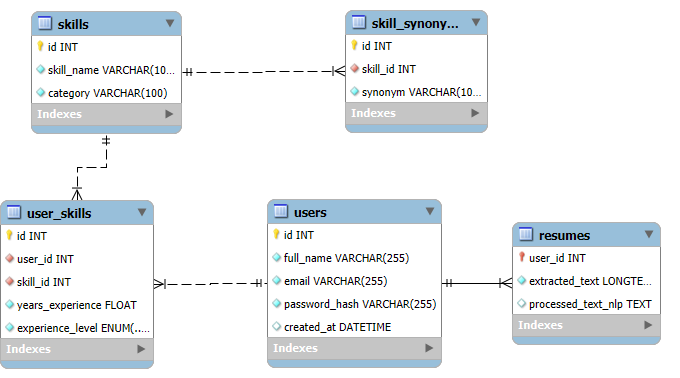 skills
id INT
skill_name VARCHAR(10...
category VARCHAR(100)
Indexes
skill_synony...
id INT
skill_id INT
synonym VARCHAR(10...
Indexes
user_skills
id INT
user_id INT
skill_id INT
years_experience FLOAT
experience_level ENUM(...
Indexes
users
id INT
full_name VARCHAR(255)
email VARCHAR(255)
password_hash VARCHAR(255)
created_at DATETIME
Indexes
resumes
user_id INT
extracted_text LONGTE...
processed_text_nlp TEXT
Indexes